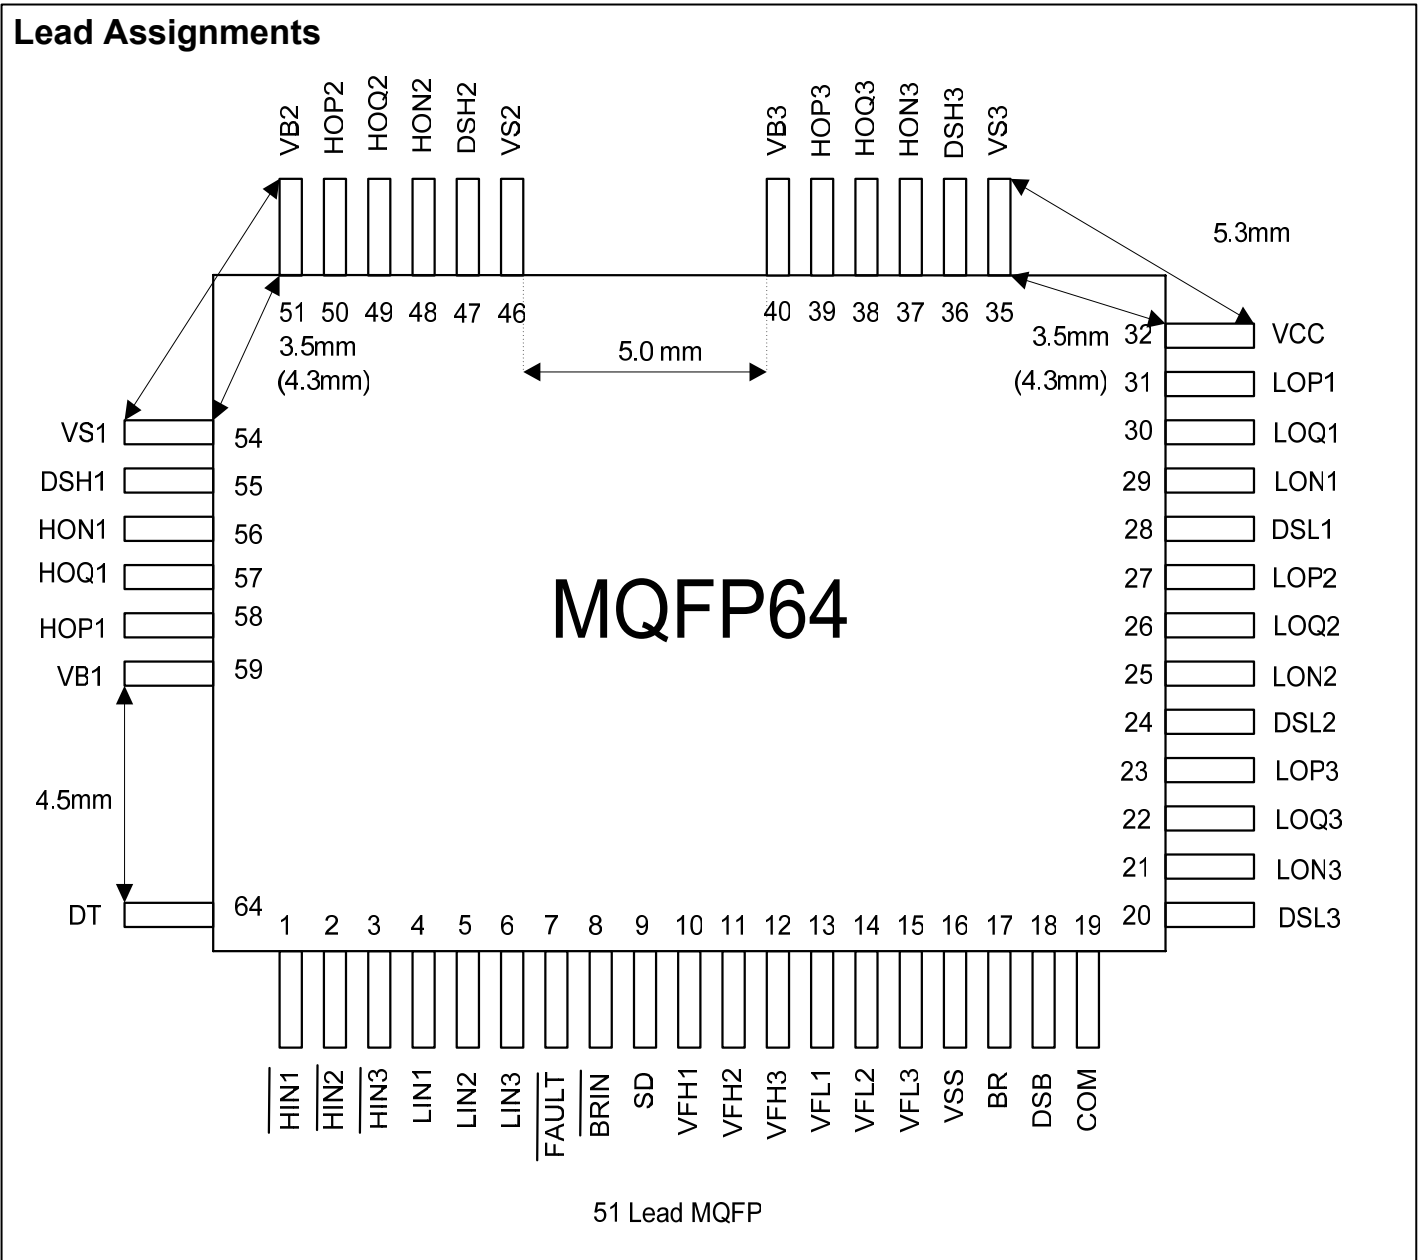 Lead Assignments
VB2 HOP2 HOQ2 HON2 DSH2 VS2 VB3 HOP3 HOQ3 HON3 DSH3 VS3
5.3mm
51 50 49 48 47 46 40 39 38 37 36 35
3.5mm
(4.3mm)
5.0 mm
3.5mm
(4.3mm)
32 VCC
31 LOP1
30 LOQ1
29 LON1
28 DSL1
27 LOP2
26 LOQ2
25 LON2
24 DSL2
23 LOP3
22 LOQ3
21 LON3
20 DSL3
VS1 54
DSH1 55
HON1 56
HOQ1 57
HOP1 58
VB1 59
4.5mm
DT 64
MQFP64
1 2 3 4 5 6 7 8 9 10 11 12 13 14 15 16 17 18 19
HIN1 HIN2 HIN3 LIN1 LIN2 LIN3 FAULT BRIN SD VFH1 VFH2 VFH3 VFL1 VFL2 VFL3 VSS BR DSB COM
51 Lead MQFP